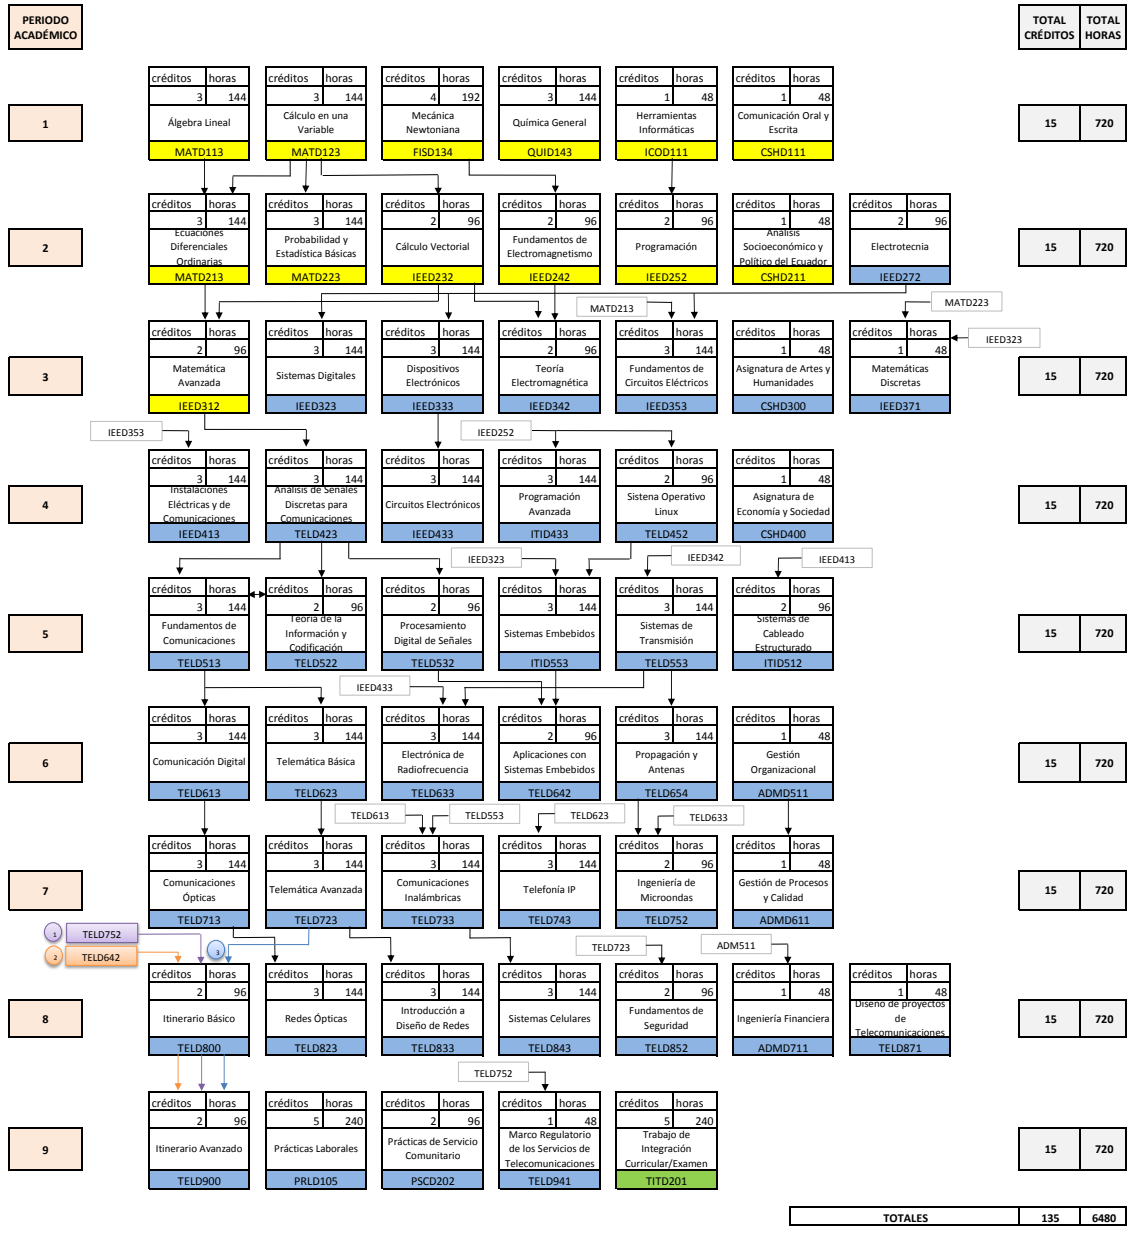 PERIODO
ACADÉMICO
TOTAL
CRÉDITOS
TOTAL
HORAS
créditos horas créditos horas créditos horas créditos horas créditos horas créditos horas
3 144 3 144 4 192 3 144 1 48 1 48
1
Álgebra Lineal
Cálculo en una
Variable
Mecánica
Newtoniana
Química General
Herramientas
Informáticas
Comunicación Oral y
Escrita
15 720
MATD113 MATD123 FISD134 QUID143 ICOD111 CSHD111
créditos horas créditos horas créditos horas créditos horas créditos horas créditos horas créditos horas
3 144 3 144 2 96 2 96 2 96 1 48 2 96
2
Ecuaciones
Diferenciales
Ordinarias
Probabilidad y
Estadística Básicas
Cálculo Vectorial
Fundamentos de
Electromagnetismo
Programación
Análisis
Socioeconómico y
Político del Ecuador
Electrotecnia
15 720
MATD213 MATD223 IEED232 IEED242 IEED252 CSHD211 IEED272
MATD213
MATD223
IEED323
créditos horas créditos horas créditos horas créditos horas créditos horas créditos horas créditos horas
2 96 3 144 3 144 2 96 3 144 1 48 1 48
3
Matemática
Avanzada
Sistemas Digitales
Dispositivos
Electrónicos
Teoría
Electromagnética
Fundamentos de
Circuitos Eléctricos
Asignatura de Artes y
Humanidades
Matemáticas
Discretas
15 720
IEED312 IEED323 IEED333 IEED342 IEED353 CSHD300 IEED371
IEED353
IEED252
créditos horas créditos horas créditos horas créditos horas créditos horas créditos horas
3 144 3 144 3 144 3 144 2 96 1 48
4
Instalaciones
Eléctricas y de
Comunicaciones
Análisis de Señales
Discretas para
Comunicaciones
Circuitos Electrónicos
Programación
Avanzada
Sistena Operativo
Linux
Asignatura de
Economía y Sociedad
15 720
IEED413 TELD423 IEED433 ITID433 TELD452 CSHD400
IEED323
IEED342
IEED413
créditos horas créditos horas créditos horas créditos horas créditos horas créditos horas
3 144 2 96 2 96 3 144 3 144 2 96
5
Fundamentos de
Comunicaciones
Teoría de la
Información y
Codificación
Procesamiento
Digital de Señales
Sistemas Embebidos
Sistemas de
Transmisión
Sistemas de
Cableado
Estructurado
15 720
TELD513 TELD522 TELD532 ITID553 TELD553 ITID512
IEED433
créditos horas créditos horas créditos horas créditos horas créditos horas créditos horas
3 144 3 144 3 144 2 96 3 144 1 48
6
Comunicación Digital
Telemática Básica
Electrónica de
Radiofrecuencia
Aplicaciones con
Sistemas Embebidos
Propagación y
Antenas
Gestión
Organizacional
15 720
TELD613 TELD623 TELD633 TELD642 TELD654 ADMD511
TELD613
TELD553
TELD623
TELD633
créditos horas créditos horas créditos horas créditos horas créditos horas créditos horas
3 144 3 144 3 144 3 144 2 96 1 48
7
Comunicaciones
Ópticas
Telemática Avanzada
Comunicaciones
Inalámbricas
Telefonía IP
Ingeniería de
Microondas
Gestión de Procesos
y Calidad
15 720
TELD713 TELD723 TELD733 TELD743 TELD752 ADMD611
1 TELD752
2 TELD642
3
TELD723
ADM511
créditos horas créditos horas créditos horas créditos horas créditos horas créditos horas créditos horas
2 96 3 144 3 144 3 144 2 96 1 48 1 48
8
Itinerario Básico
Redes Ópticas
Introducción a
Diseño de Redes
Sistemas Celulares
Fundamentos de
Seguridad
Ingeniería Financiera
Diseño de proyectos
de
Telecomunicaciones
15 720
TELD800 TELD823 TELD833 TELD843 TELD852 ADMD711 TELD871
TELD752
créditos horas créditos horas créditos horas créditos horas créditos horas
2 96 5 240 2 96 1 48 5 240
9
Itinerario Avanzado
Prácticas Laborales
Prácticas de Servicio
Comunitario
Marco Regulatorio
de los Servicios de
Telecomunicaciones
Trabajo de
Integración
Curricular/Examen
15 720
TELD900 PRLD105 PSCD202 TELD941 TITD201
TOTALES 135 6480